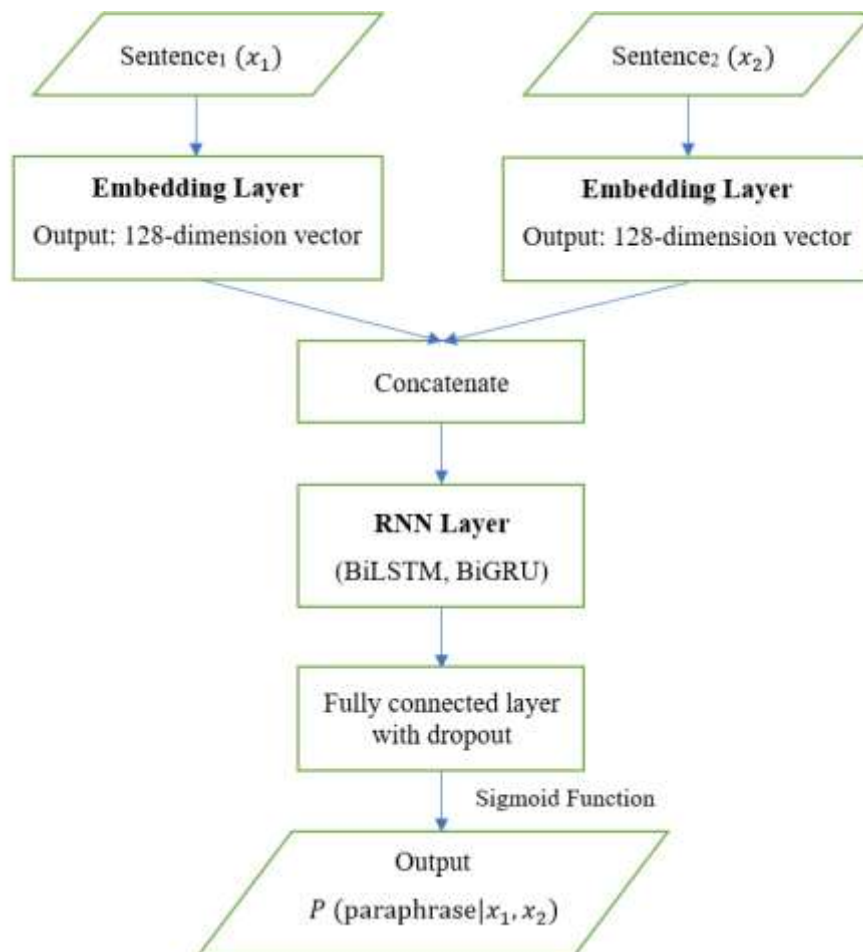 Sentence₁ (𝑥₁)
Sentence₂ (𝑥₂)
Embedding Layer
Output: 128-dimension vector
Embedding Layer
Output: 128-dimension vector
Concatenate
RNN Layer
(BiLSTM, BiGRU)
Fully connected layer
with dropout
Sigmoid Function
Output
𝑃 (paraphrase|𝑥₁, 𝑥₂)